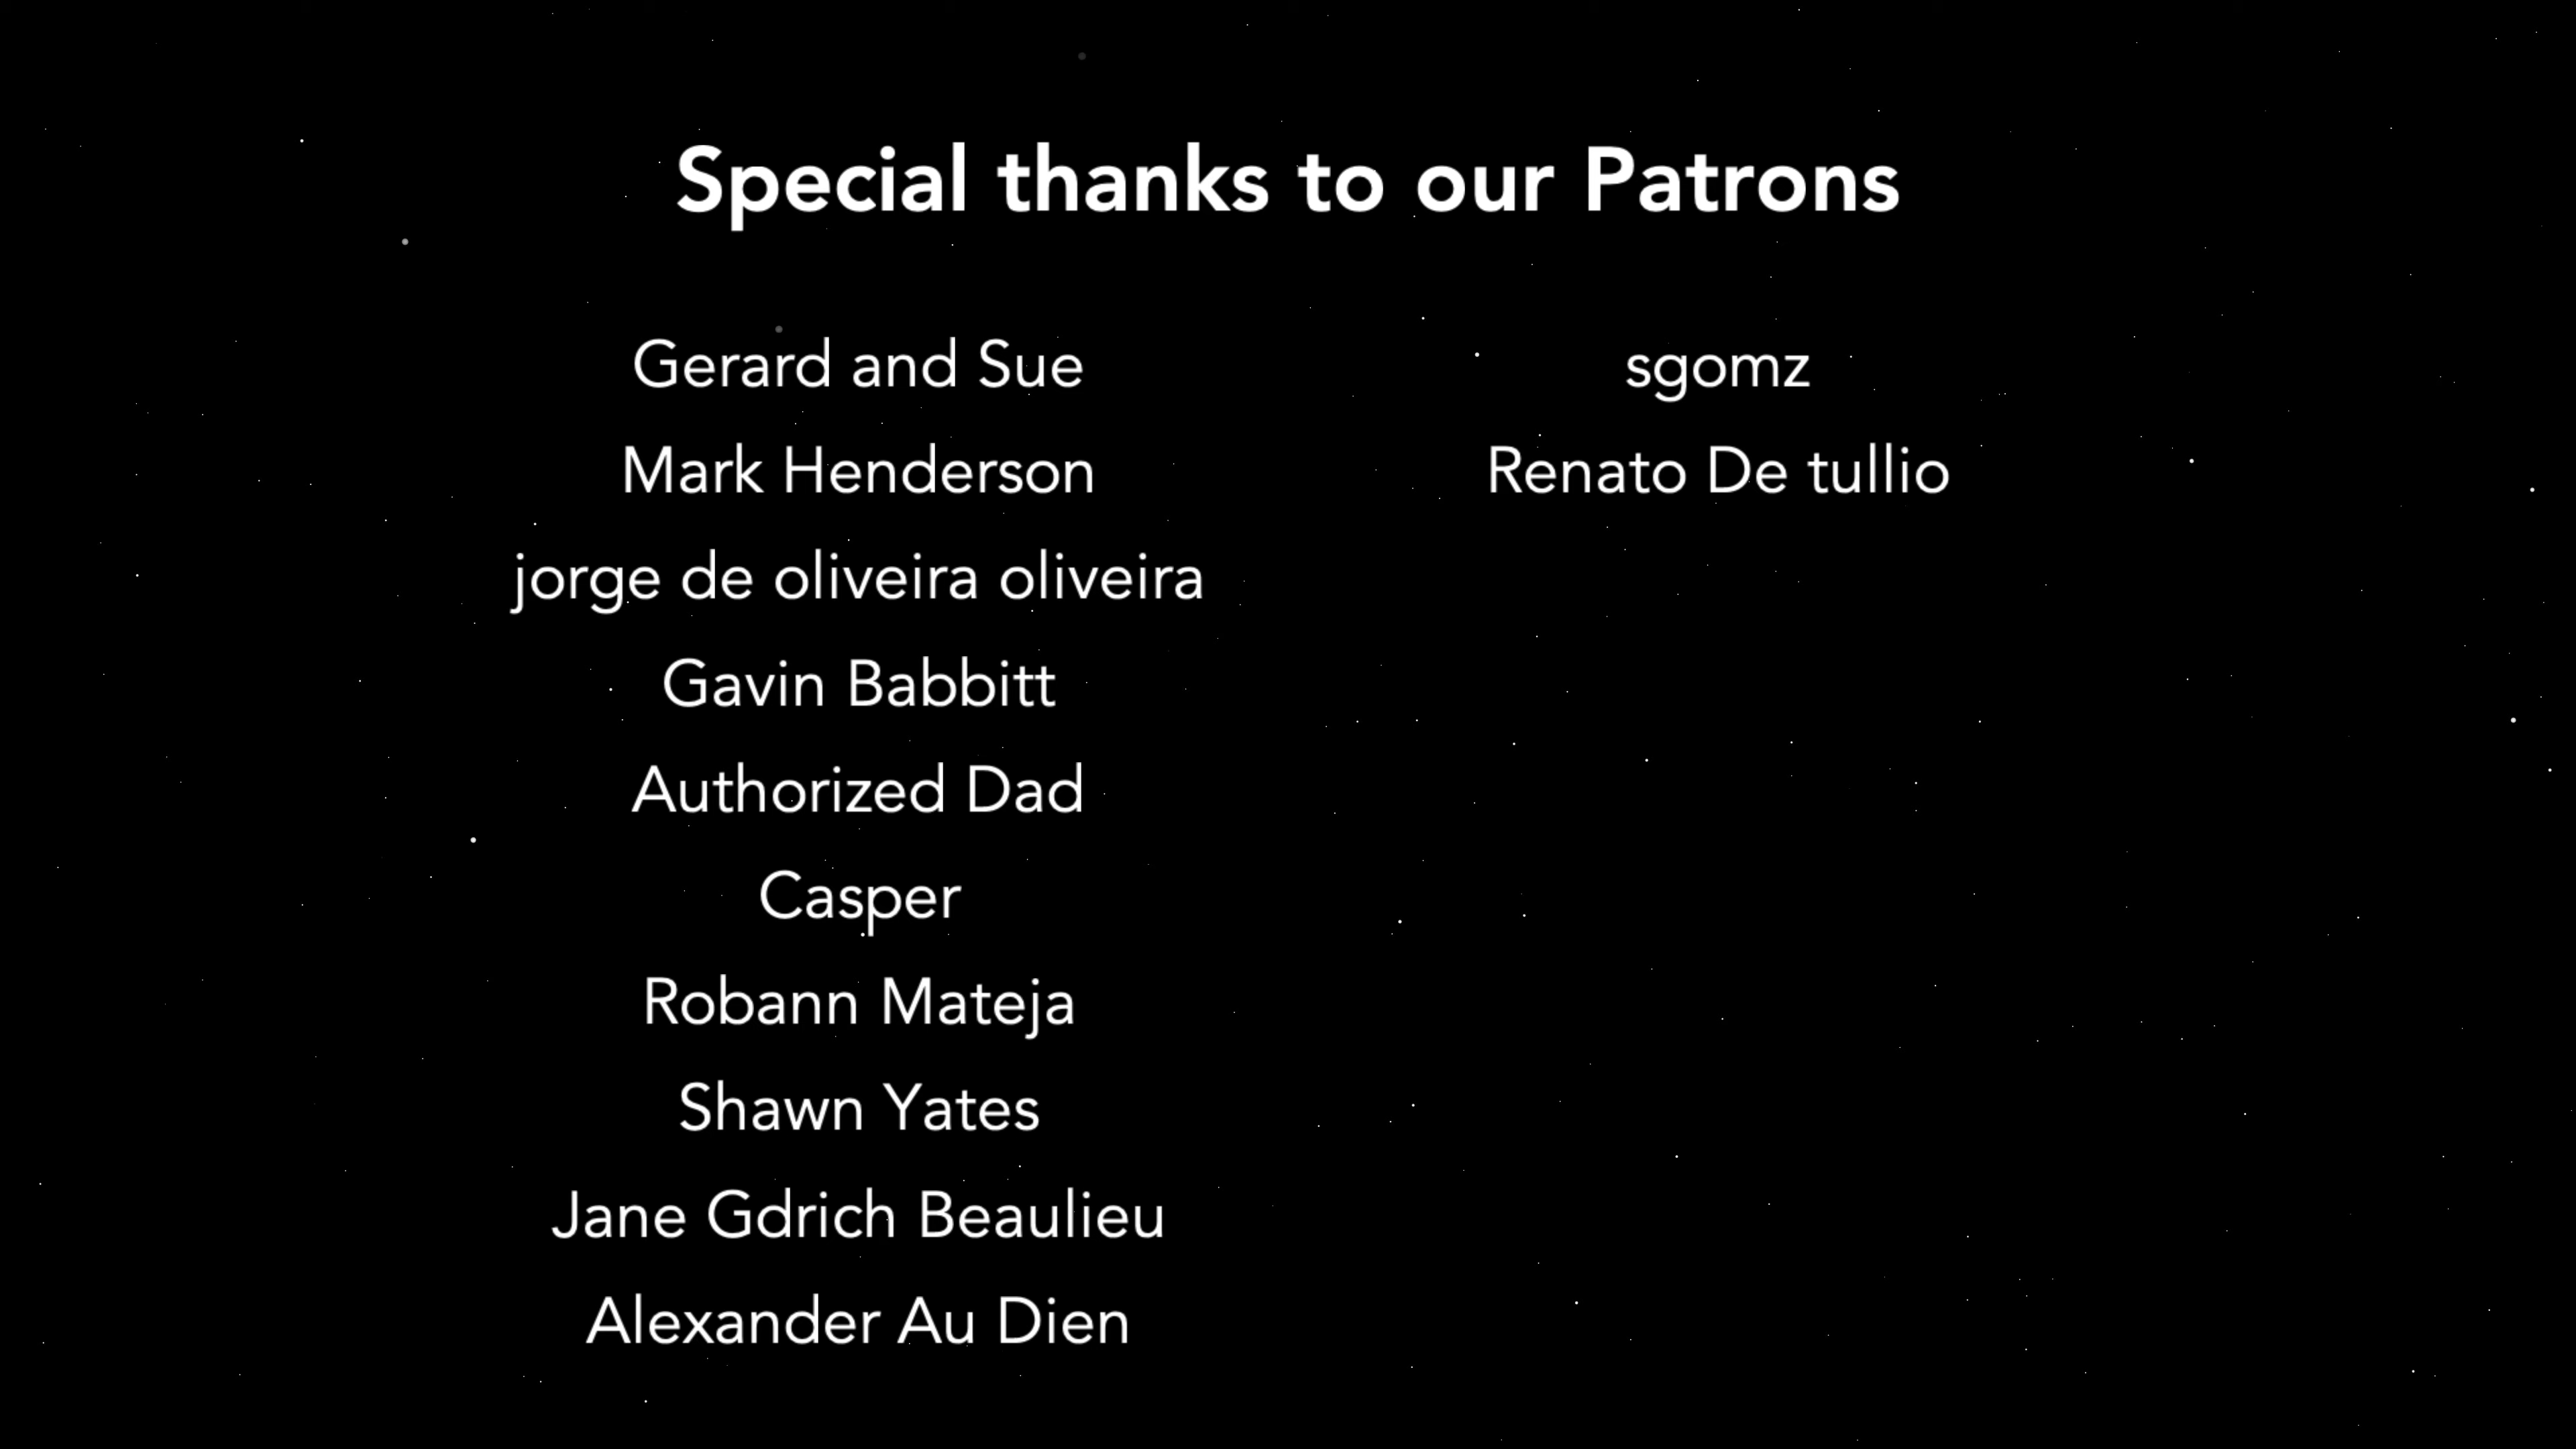 Special thanks to our Patrons
Gerard and Sue
Mark Henderson
jorge de oliveira oliveira
Gavin Babbitt
Authorized Dad
Casper
Robann Mateja
Shawn Yates
Jane Gdrich Beaulieu
Alexander Au Dien
sgomz
Renato De tullio